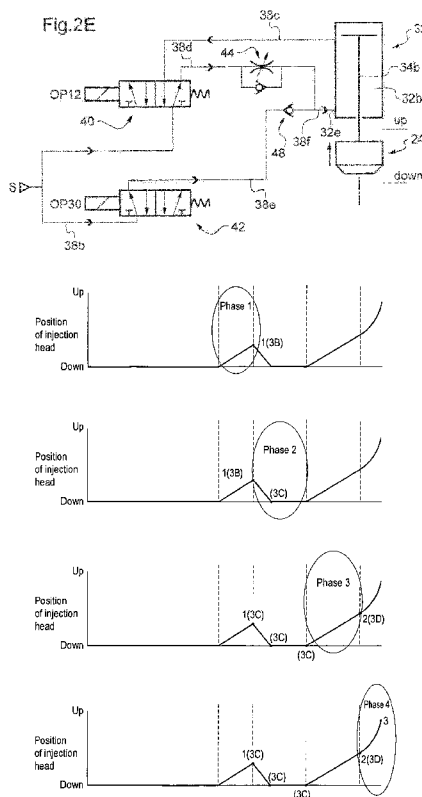 Fig.2E
38c
38d
44
32b
34b
OP12
40
48
38f
32e
up
24
down
S
OP30
38e
42
38b
Up
Position of injection head
Down
Phase 1
1(3B)
Up
Position of injection head
Down
1(3B)
Phase 2
(3C)
Up
Position of injection head
Down
1(3C)
(3C)
(3C)
Phase 3
2(3D)
Up
Position of injection head
Down
1(3C)
(3C)
(3C)
Phase 4
3
2(3D)